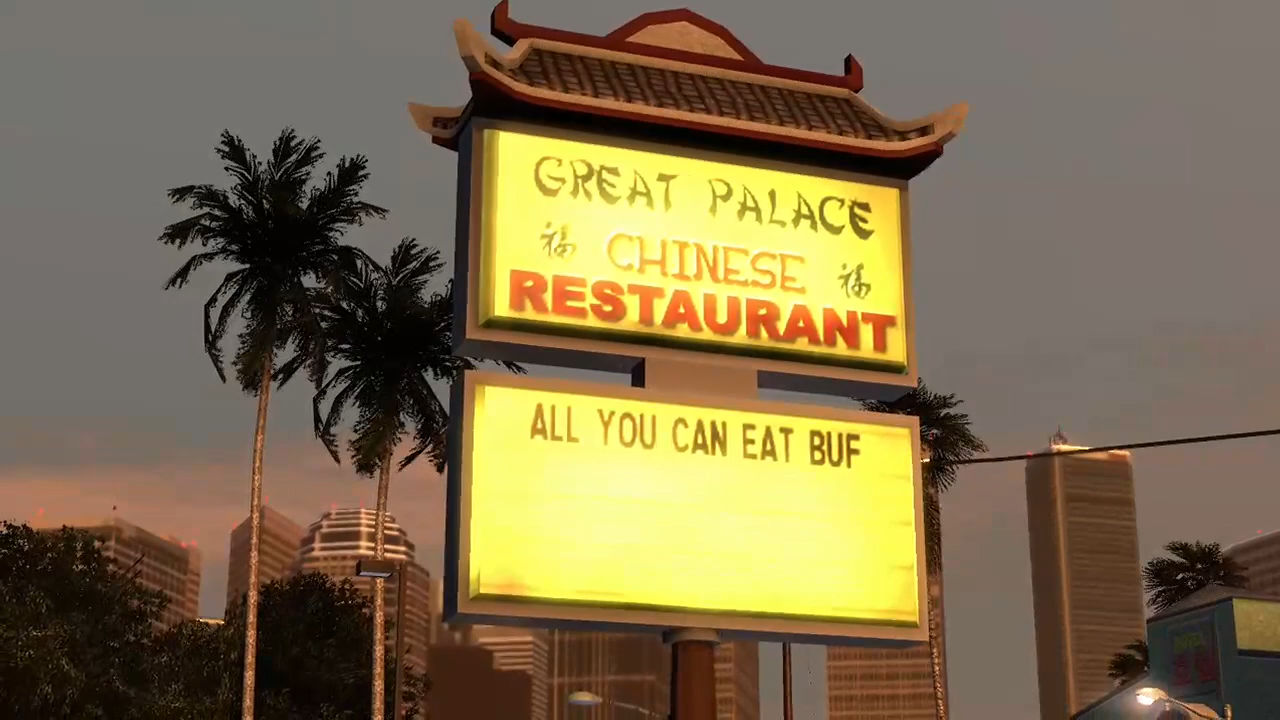 GREAT PALACE
福 CHINESE 福
RESTAURANT
ALL YOU CAN EAT BUF